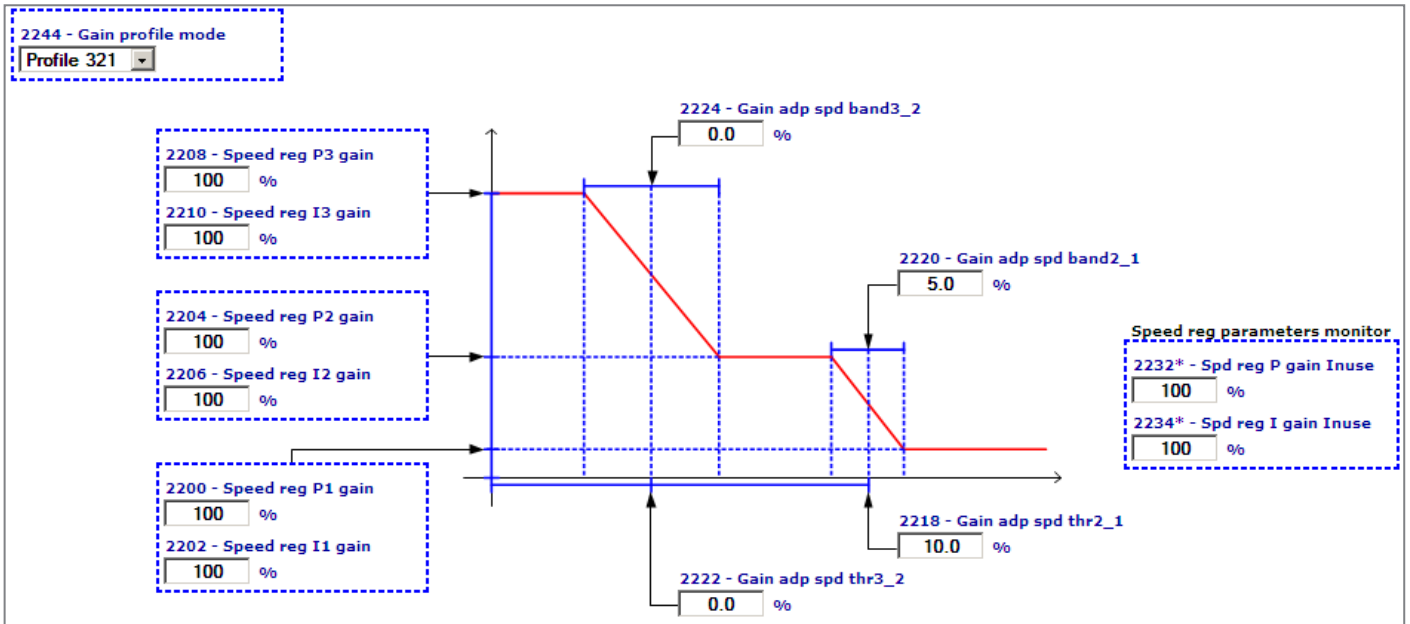 2244 - Gain profile mode
Profile 321
2224 - Gain adp spd band3_2
0.0 %
2208 - Speed reg P3 gain
100 %
2210 - Speed reg I3 gain
100 %
2220 - Gain adp spd band2_1
5.0 %
2204 - Speed reg P2 gain
100 %
2206 - Speed reg I2 gain
100 %
Speed reg parameters monitor
2232* - Spd reg P gain Inuse
100 %
2234* - Spd reg I gain Inuse
100 %
2200 - Speed reg P1 gain
100 %
2202 - Speed reg I1 gain
100 %
2218 - Gain adp spd thr2_1
10.0 %
2222 - Gain adp spd thr3_2
0.0 %